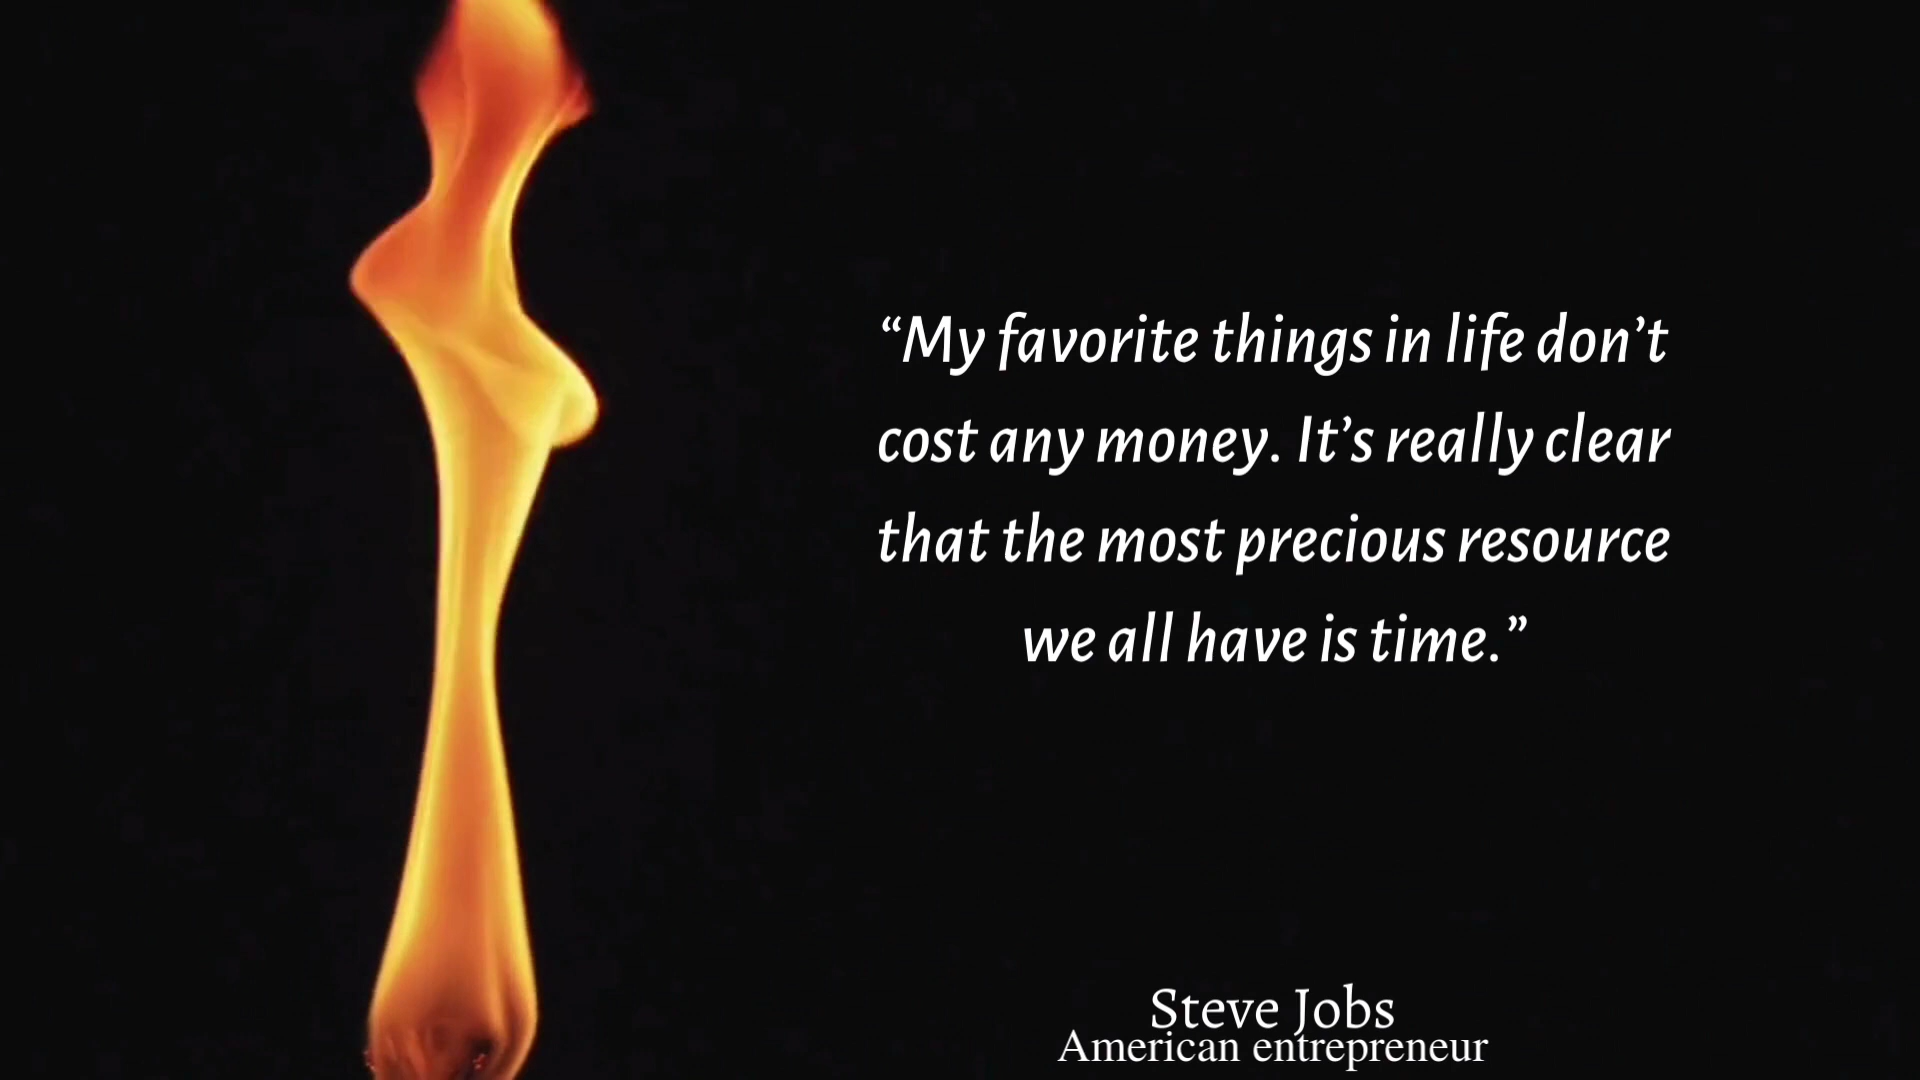 “My favorite things in life don’t
cost any money. It’s really clear
that the most precious resource
we all have is time.”
Steve Jobs
American entrepreneur